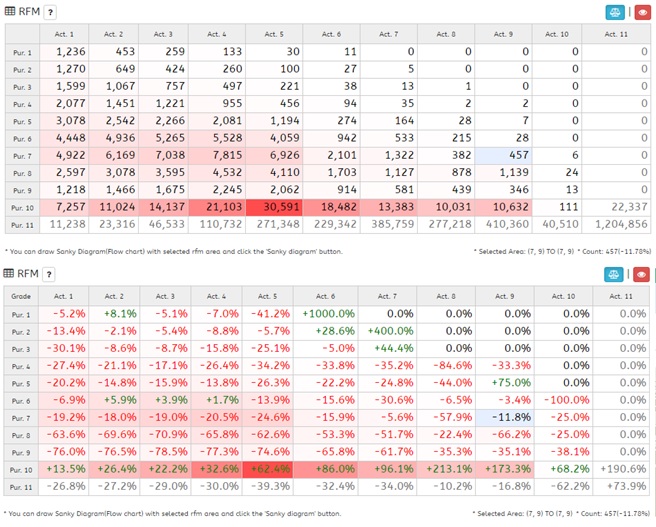 RFM ?
Act. 1 Act. 2 Act. 3 Act. 4 Act. 5 Act. 6 Act. 7 Act. 8 Act. 9 Act. 10 Act. 11
Pur. 1 1,236 453 259 133 30 11 0 0 0 0 0
Pur. 2 1,270 649 424 260 100 27 5 0 0 0 0
Pur. 3 1,599 1,067 757 497 221 38 13 1 0 0 0
Pur. 4 2,077 1,451 1,221 955 456 94 35 2 2 0 0
Pur. 5 3,078 2,542 2,266 2,081 1,194 274 164 28 7 0 0
Pur. 6 4,448 4,936 5,265 5,528 4,059 942 533 215 28 0 0
Pur. 7 4,922 6,169 7,038 7,815 6,926 2,101 1,322 382 457 6 0
Pur. 8 2,597 3,078 3,595 4,532 4,110 1,703 1,127 878 1,139 24 0
Pur. 9 1,218 1,466 1,675 2,245 2,062 914 581 439 346 13 0
Pur. 10 7,257 11,024 14,137 21,103 30,591 18,482 13,383 10,031 10,632 111 22,337
Pur. 11 11,238 23,316 46,533 110,732 271,348 229,342 385,759 277,218 410,360 40,510 1,204,856
* You can draw Sanky Diagram(Flow chart) with selected rfm area and click the 'Sanky diagram' button. * Selected Area: (7, 9) TO (7, 9) * Count: 457(-11.78%)
RFM ?
Grade Act. 1 Act. 2 Act. 3 Act. 4 Act. 5 Act. 6 Act. 7 Act. 8 Act. 9 Act. 10 Act. 11
Pur. 1 -5.2% +8.1% -5.1% -7.0% -41.2% +1000.0% 0.0% 0.0% 0.0% 0.0% 0.0%
Pur. 2 -13.4% -2.1% -5.4% -8.8% -5.7% +28.6% +400.0% 0.0% 0.0% 0.0% 0.0%
Pur. 3 -30.1% -8.6% -8.7% -15.8% -25.1% -5.0% +44.4% 0.0% 0.0% 0.0% 0.0%
Pur. 4 -27.4% -21.1% -17.1% -26.4% -34.2% -33.8% -35.2% -84.6% -33.3% 0.0% 0.0%
Pur. 5 -20.2% -14.8% -15.9% -13.8% -26.3% -22.2% -24.8% -44.0% +75.0% 0.0% 0.0%
Pur. 6 -6.9% +5.9% +3.9% +1.7% -13.9% -15.6% -30.6% -6.5% -3.4% -100.0% 0.0%
Pur. 7 -19.2% -18.0% -19.0% -20.5% -24.6% -15.9% -5.6% -57.9% -11.8% -25.0% 0.0%
Pur. 8 -63.6% -69.6% -70.9% -65.8% -62.6% -53.3% -51.7% -22.4% -66.2% -25.0% 0.0%
Pur. 9 -76.0% -76.5% -78.5% -77.3% -74.6% -65.8% -61.7% -35.3% -35.1% -38.1% 0.0%
Pur. 10 +13.5% +26.4% +22.2% +32.6% +62.4% +86.0% +96.1% +213.1% +173.3% +68.2% +190.6%
Pur. 11 -26.8% -27.2% -29.0% -30.0% -39.3% -32.4% -34.0% -10.2% -16.8% -62.2% +73.9%
* You can draw Sanky Diagram(Flow chart) with selected rfm area and click the 'Sanky diagram' button. * Selected Area: (7, 9) TO (7, 9) * Count: 457(-11.78%)